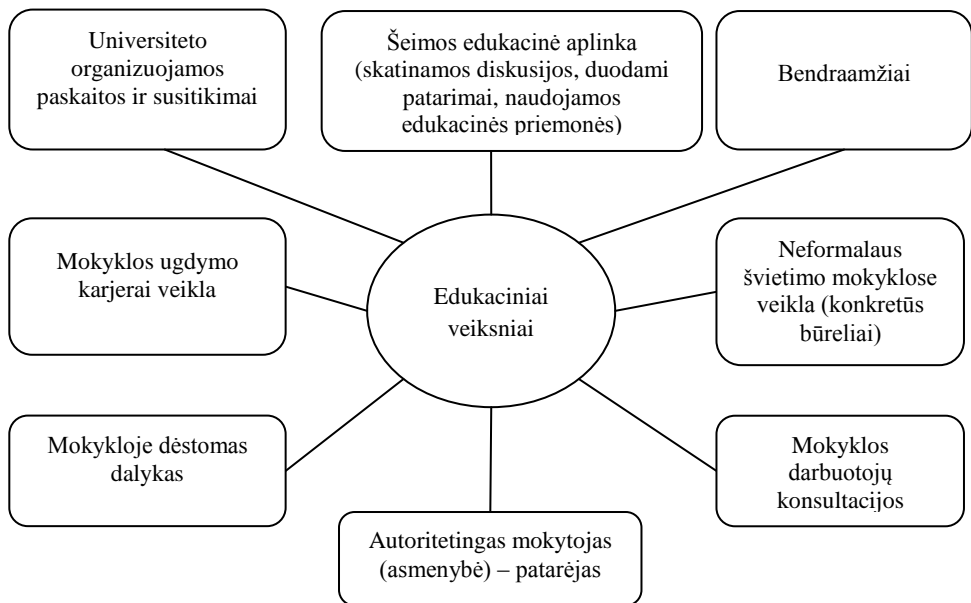 Universiteto
organizuojamos
paskaitos ir susitikimai
Šeimos edukacinė aplinka
(skatinamos diskusijos, duodami
patarimai, naudojamos
edukacinės priemonės)
Bendraamžiai
Mokyklos ugdymo
karjerai veikla
Edukaciniai
veiksniai
Neformalaus
švietimo mokyklose
veikla (konkretūs
būreliai)
Mokykloje dėstomas
dalykas
Autoritetingas mokytojas
(asmenybė) – patarėjas
Mokyklos
darbuotojų
konsultacijos